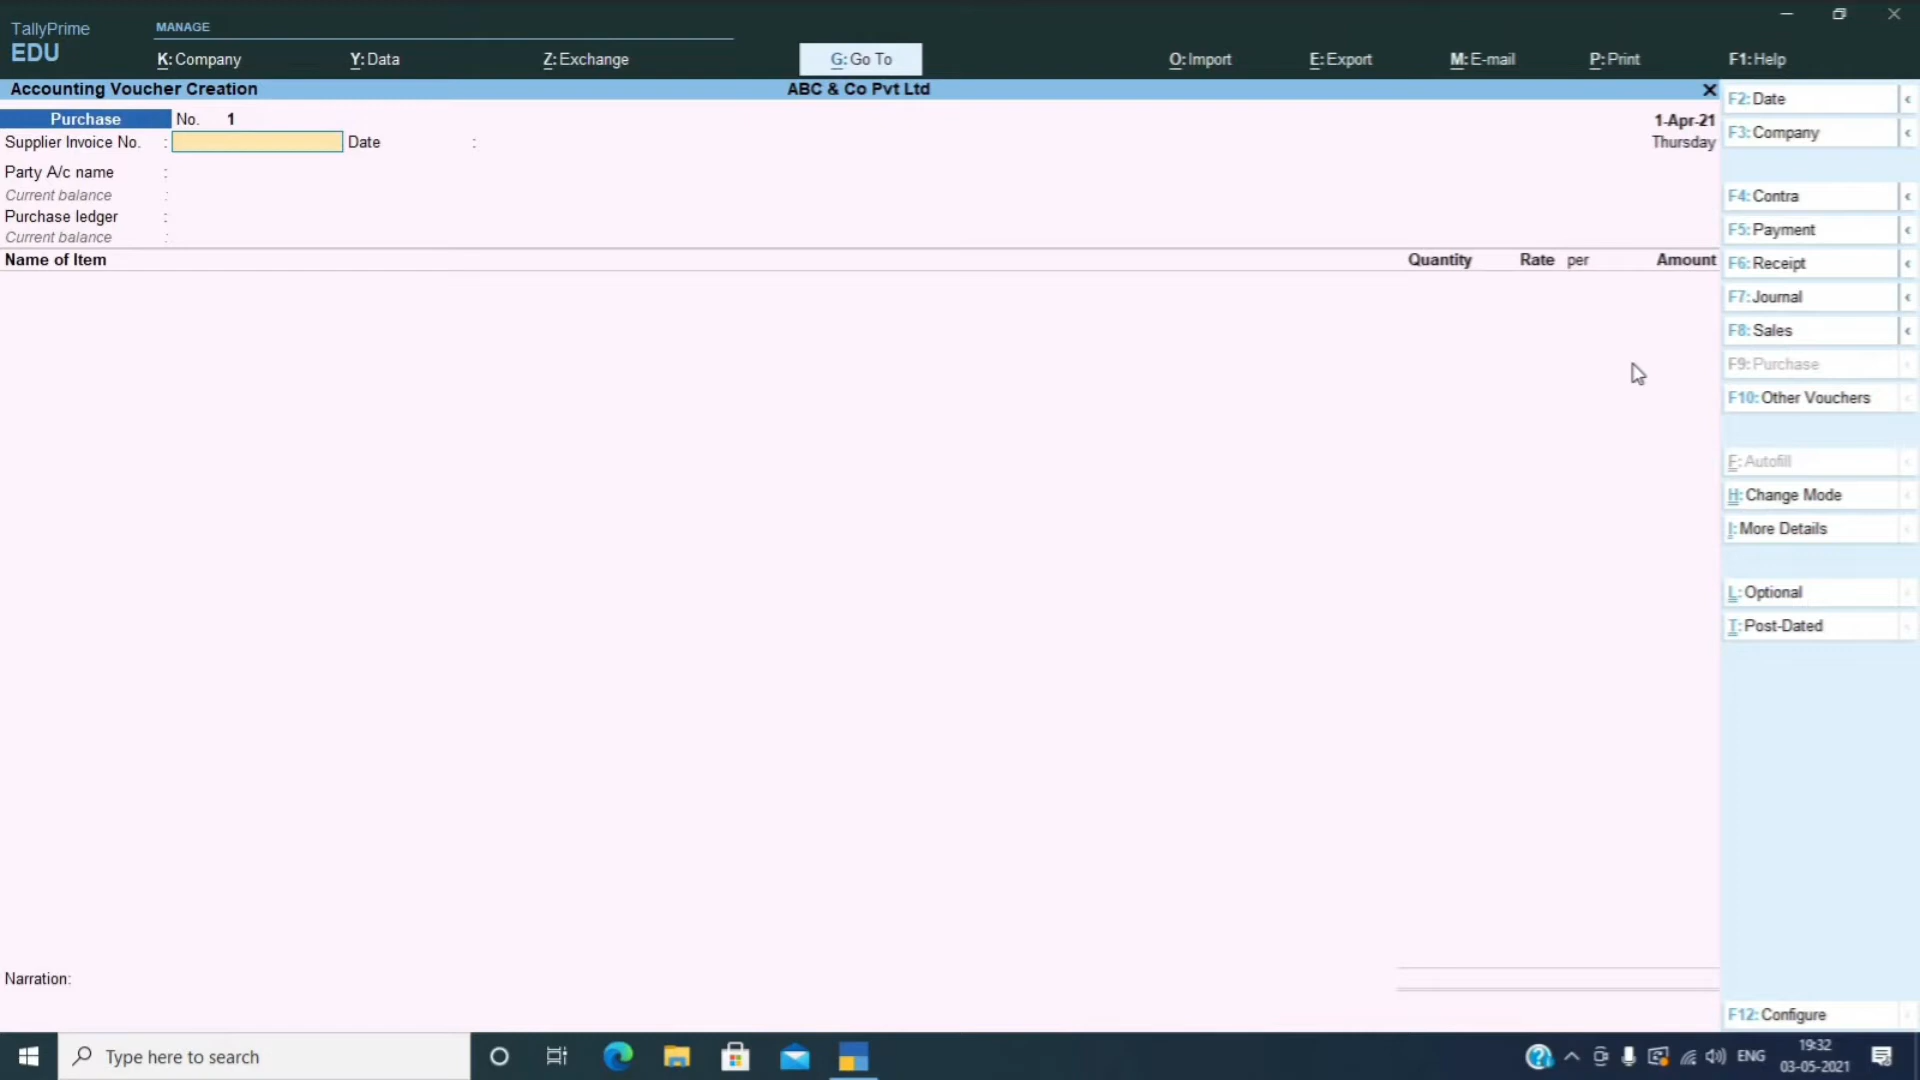 TallyPrime
EDU
MANAGE
K: Company
Y: Data
Z: Exchange
G: Go To
O: Import
E: Export
M: E-mail
P: Print
F1: Help
Accounting Voucher Creation
ABC & Co Pvt Ltd
Purchase No. 1
1-Apr-21
Supplier Invoice No. :
Date :
Thursday
Party A/c name :
Current balance :
Purchase ledger :
Current balance :
Name of Item
Quantity Rate per Amount
Narration:
F2: Date
F3: Company
F4: Contra
F5: Payment
F6: Receipt
F7: Journal
F8: Sales
F9: Purchase
F10: Other Vouchers
F: Autofill
H: Change Mode
I: More Details
L: Optional
T: Post-Dated
F12: Configure
Type here to search
ENG
19:32
03-05-2021